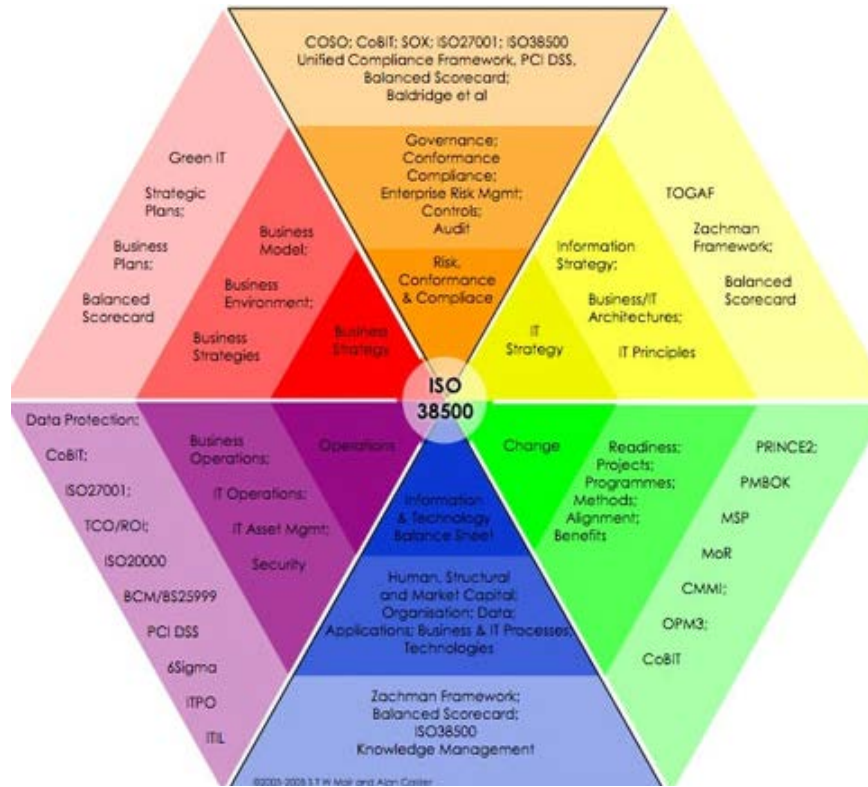 COSO; CoBIT; SOX; ISO27001; ISO38500
Unified Compliance Framework, PCI DSS,
Balanced Scorecard;
Baldridge et al
Governance;
Conformance
Compliance;
Enterprise Risk Mgmt;
Controls;
Audit
Risk,
Conformance
& Compliace
Green IT
Strategic
Plans;
Business
Plans;
Balanced
Scorecard
Business
Model;
Business
Environment;
Business
Strategies
Business
Strategy
IT
Strategy
Information
Strategy;
Business/IT
Architectures;
IT Principles
TOGAF
Zachman
Framework;
Balanced
Scorecard
ISO
38500
Data Protection;
CoBIT;
ISO27001;
TCO/ROI;
ISO20000
BCM/BS25999
PCI DSS
6Sigma
ITPO
ITIL
Business
Operations;
IT Operations;
IT Asset Mgmt;
Security
Operations
Information
& Technology
Balance Sheet
Human, Structural
and Market Capital;
Organisation; Data;
Applications; Business & IT Processes;
Technologies
Zachman Framework;
Balanced Scorecard;
ISO38500
Knowledge Management
Change
Readiness;
Projects;
Programmes;
Methods;
Alignment;
Benefits
PRINCE2;
PMBOK
MSP
MoR
CMMI;
OPM3;
CoBIT
and Alan